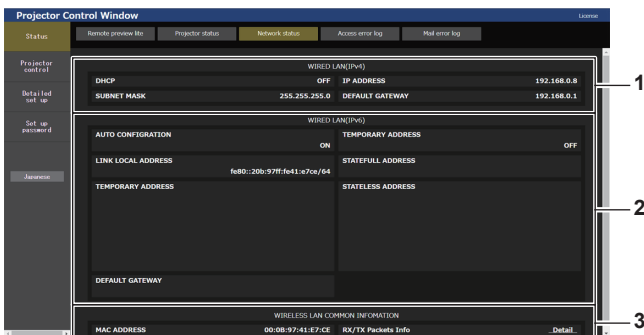 Projector Control Window
License
Status
Remote preview lite
Projector status
Network status
Access error log
Mail error log
Projector
control
Detailed
set up
Set up
password
Japanese
WIRED LAN(IPv4)
DHCP OFF IP ADDRESS 192.168.0.8
SUBNET MASK 255.255.255.0 DEFAULT GATEWAY 192.168.0.1
1
WIRED LAN(IPv6)
AUTO CONFIGRATION TEMPORARY ADDRESS
ON OFF
LINK LOCAL ADDRESS STATEFULL ADDRESS
fe80::20b:97ff:fe41:e7ce/64
TEMPORARY ADDRESS STATELESS ADDRESS
2
DEFAULT GATEWAY
WIRELESS LAN COMMON INFOMATION
MAC ADDRESS 00:0B:97:41:E7:CE RX/TX Packets Info Detail
3